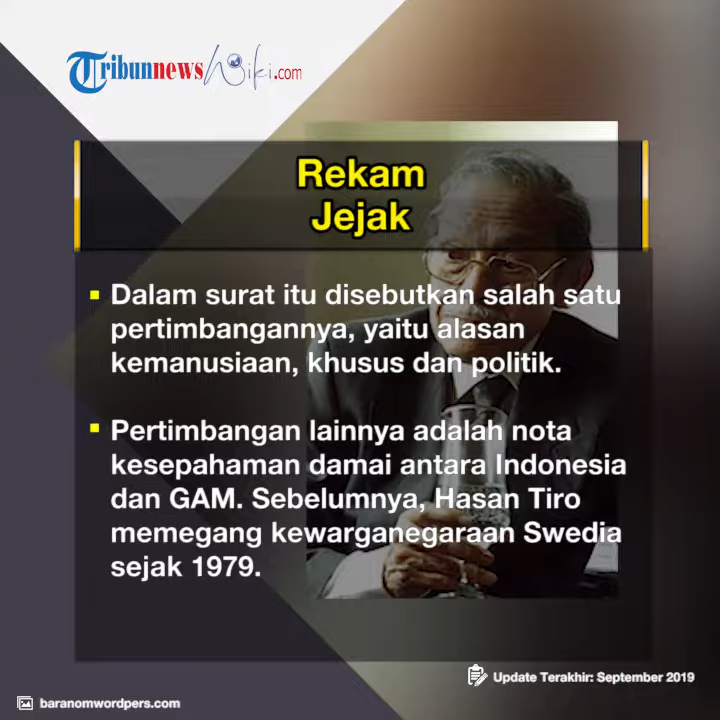 TribunnewsWiki.com
Rekam
Jejak
Dalam surat itu disebutkan salah satu
pertimbangannya, yaitu alasan
kemanusiaan, khusus dan politik.
Pertimbangan lainnya adalah nota
kesepahaman damai antara Indonesia
dan GAM. Sebelumnya, Hasan Tiro
memegang kewarganegaraan Swedia
sejak 1979.
Update Terakhir: September 2019
baranomwordpers.com